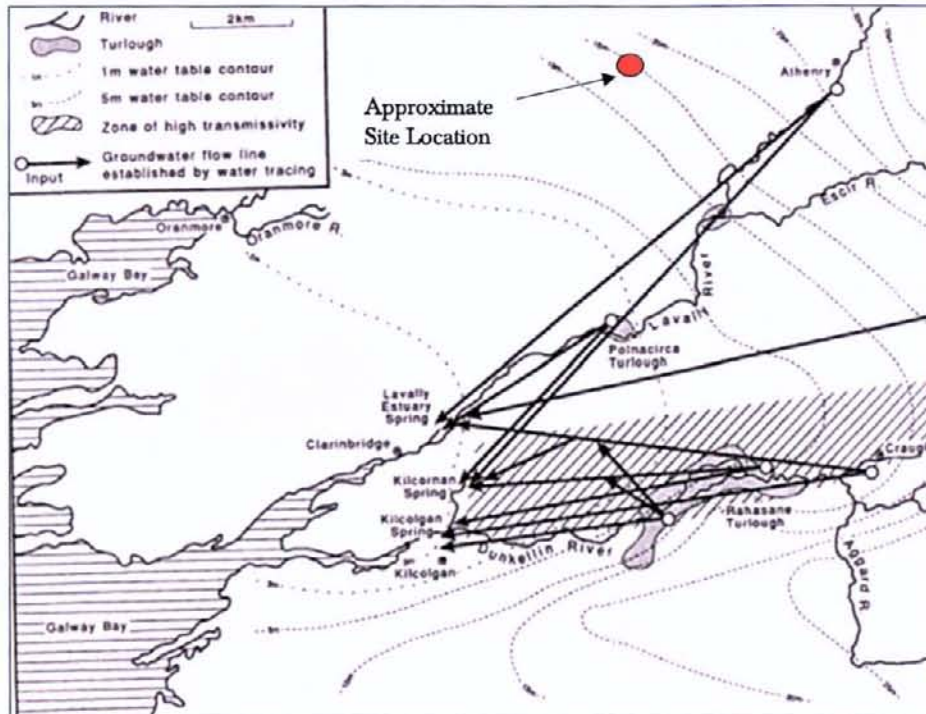 River
2km
Turlough
1m water table contour
5m water table contour
Zone of high transmissivity
Groundwater flow line
established by water tracing
Input
Approximate
Site Location
Athenry
Escir R.
Oranmore
Oranmore R.
Galway Bay
Lavally
River
Polnacirca
Turlough
Lavally
Estuary
Spring
Clarinbridge
Kilcornan
Spring
Craug
Rahasane
Turlough
Kilcolgan
Spring
Dunkellin River
Kilcolgan
Aggard R.
Galway Bay